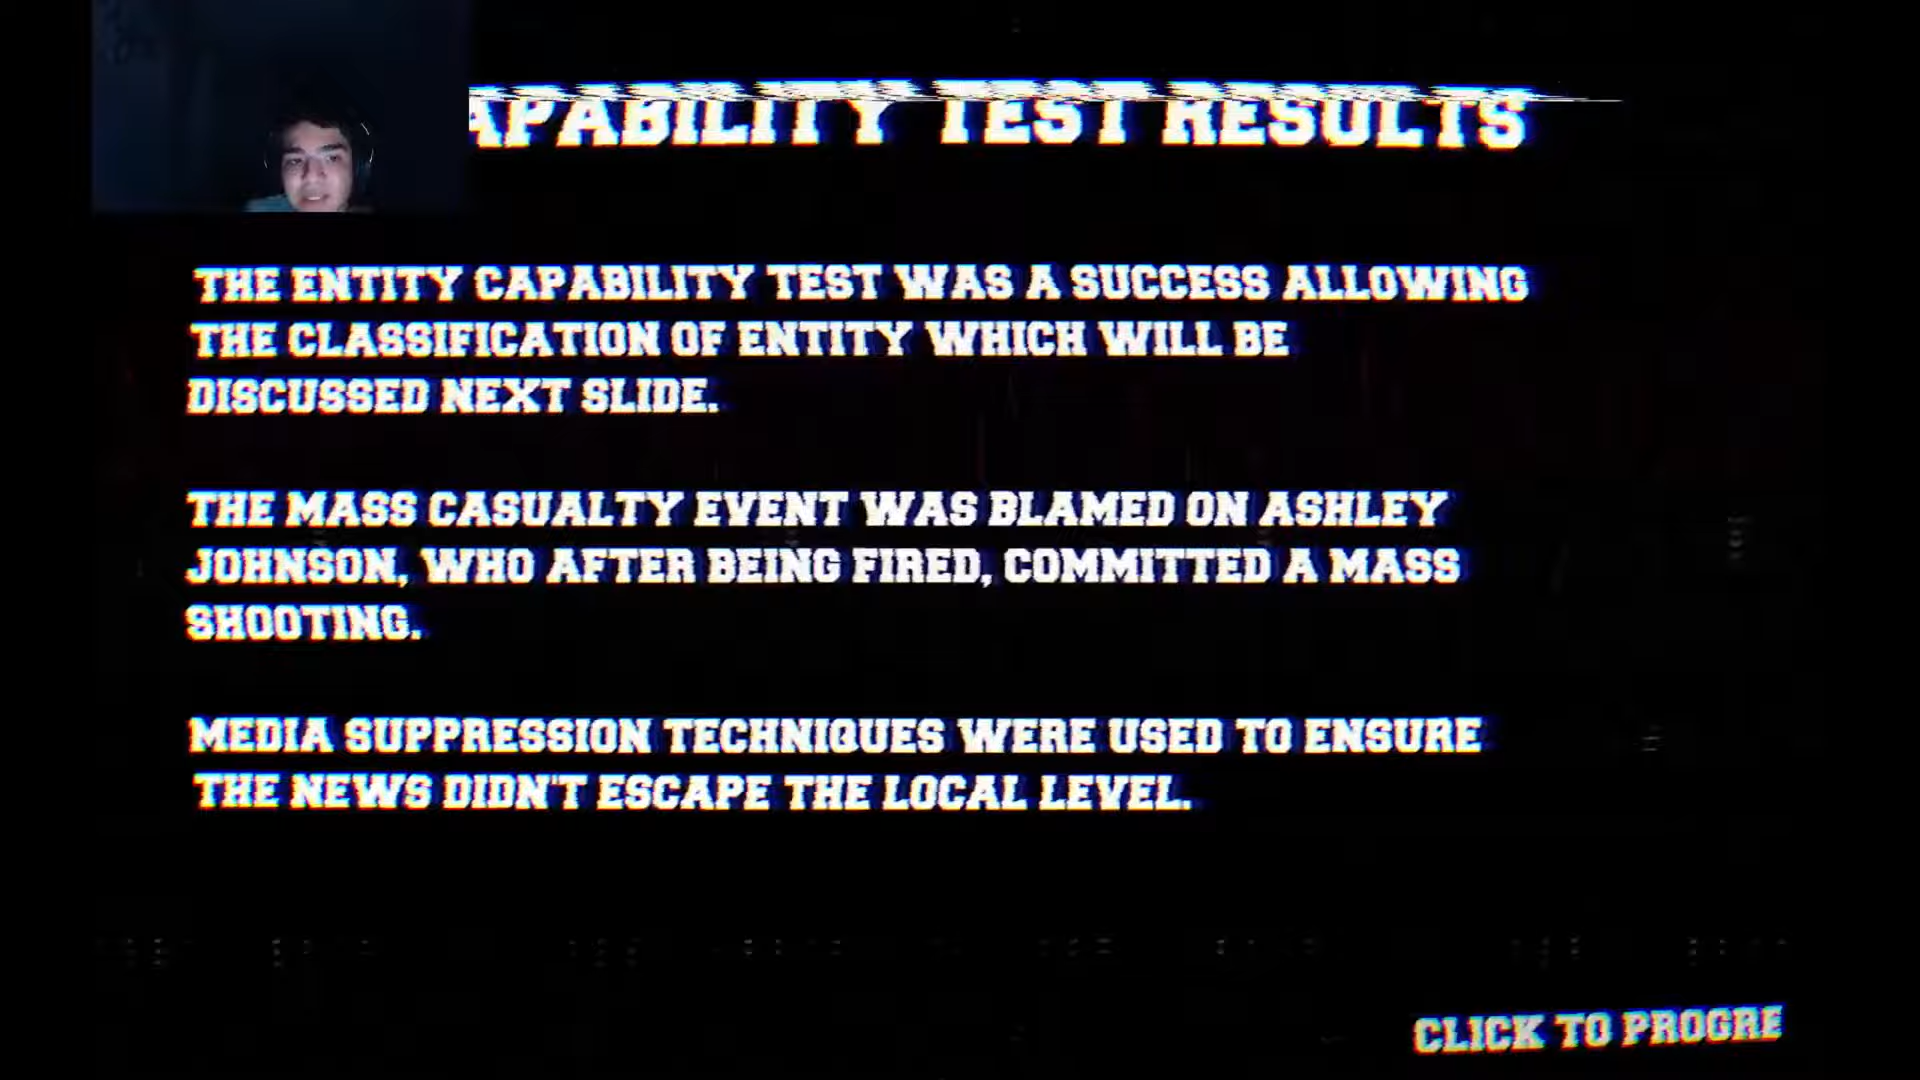 APABILITY TEST RESULTS
THE ENTITY CAPABILITY TEST WAS A SUCCESS ALLOWING
THE CLASSIFICATION OF ENTITY WHICH WILL BE
DISCUSSED NEXT SLIDE.
THE MASS CASUALTY EVENT WAS BLAMED ON ASHLEY
JOHNSON, WHO AFTER BEING FIRED, COMMITTED A MASS
SHOOTING.
MEDIA SUPPRESSION TECHNIQUES WERE USED TO ENSURE
THE NEWS DIDN'T ESCAPE THE LOCAL LEVEL.
CLICK TO PROGRE